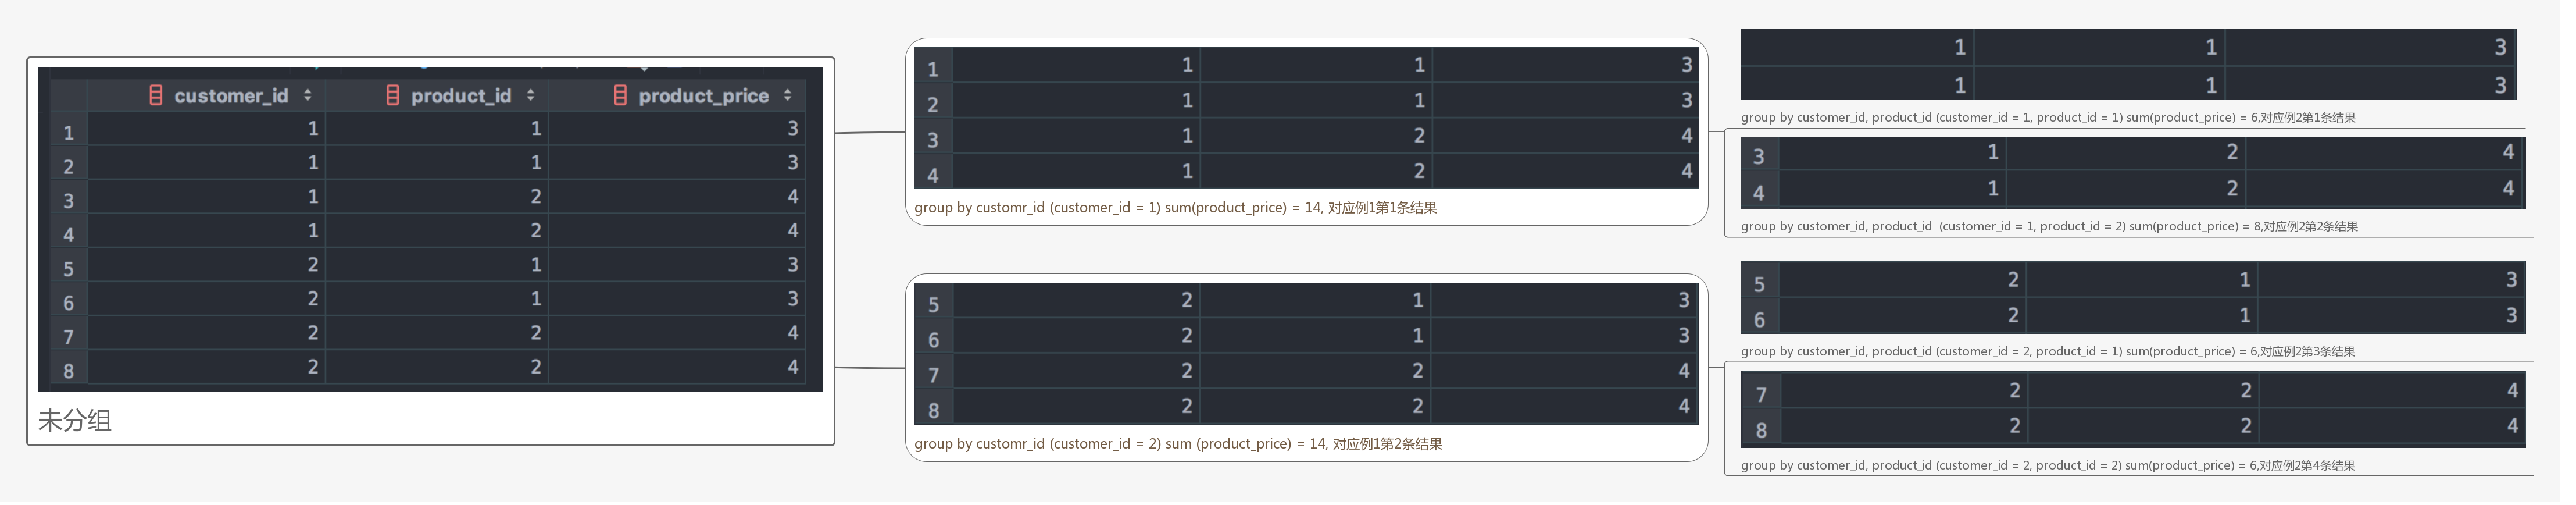 customer_id product_id product_price
1 1 1 3
2 1 1 3
3 1 2 4
4 1 2 4
5 2 1 3
6 2 1 3
7 2 2 4
8 2 2 4
未分组
1 1 1 3
2 1 1 3
3 1 2 4
4 1 2 4
group by customr_id (customer_id = 1) sum(product_price) = 14, 对应例1第1条结果
5 2 1 3
6 2 1 3
7 2 2 4
8 2 2 4
group by customr_id (customer_id = 2) sum (product_price) = 14, 对应例1第2条结果
1 1 3
1 1 3
group by customer_id, product_id (customer_id = 1, product_id = 1) sum(product_price) = 6,对应例2第1条结果
3 1 2 4
4 1 2 4
group by customer_id, product_id  (customer_id = 1, product_id = 2) sum(product_price) = 8,对应例2第2条结果
5 2 1 3
6 2 1 3
group by customer_id, product_id (customer_id = 2, product_id = 1) sum(product_price) = 6,对应例2第3条结果
7 2 2 4
8 2 2 4
group by customer_id, product_id (customer_id = 2, product_id = 2) sum(product_price) = 6,对应例2第4条结果